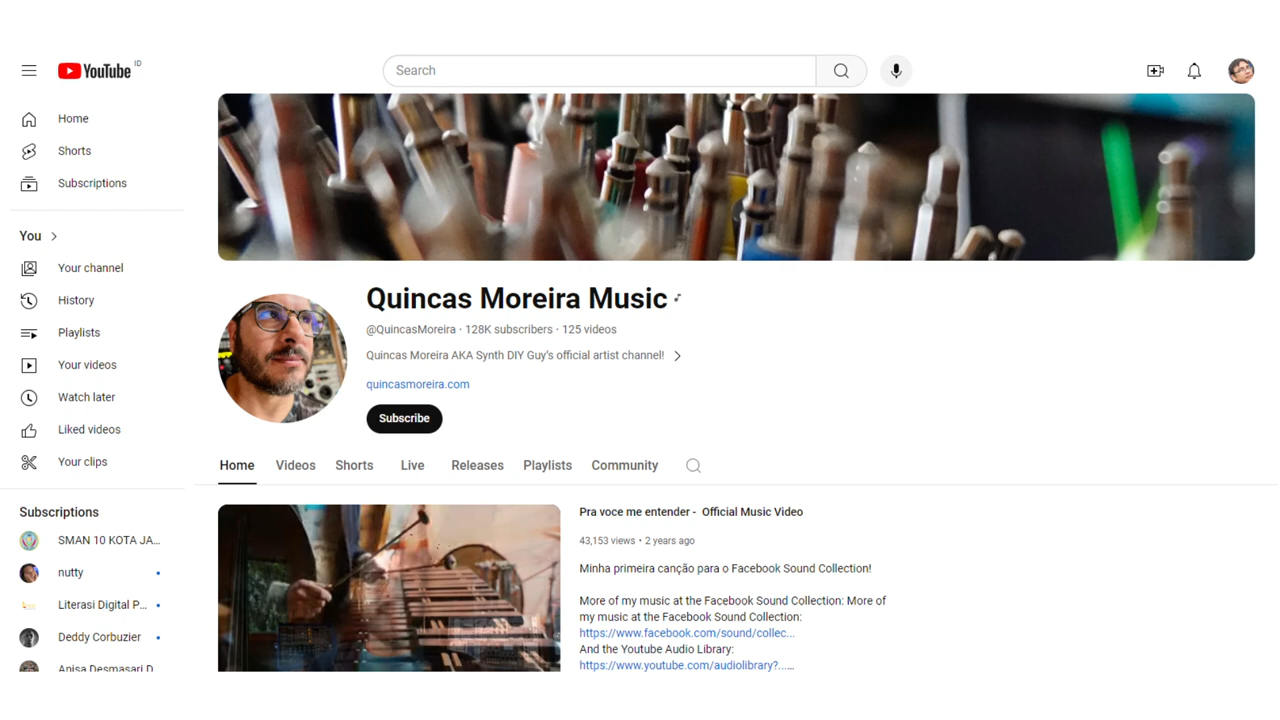 YouTube ID
Search
Home
Shorts
Subscriptions
You
Your channel
History
Playlists
Your videos
Watch later
Liked videos
Your clips
Subscriptions
SMAN 10 KOTA JA...
nutty
Literasi Digital P...
Deddy Corbuzier
Anisa Desmasari D
Quincas Moreira Music
@QuincasMoreira · 128K subscribers · 125 videos
Quincas Moreira AKA Synth DIY Guy's official artist channel!
quincasmoreira.com
Subscribe
Home Videos Shorts Live Releases Playlists Community
Pra voce me entender - Official Music Video
43,153 views • 2 years ago
Minha primeira canção para o Facebook Sound Collection!
More of my music at the Facebook Sound Collection: More of
my music at the Facebook Sound Collection:
https://www.facebook.com/sound/collec...
And the Youtube Audio Library:
https://www.youtube.com/audiolibrary?......